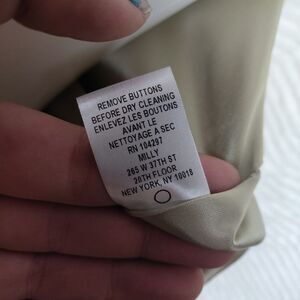 REMOVE BUTTONS
BEFORE DRY CLEANING
ENLEVEZ LES BOUTONS
AVANT LE
NETTOYAGE A SEC
RN 104297
MILLY
265 W 37TH ST
20TH FLOOR
NEW YORK, NY 10018